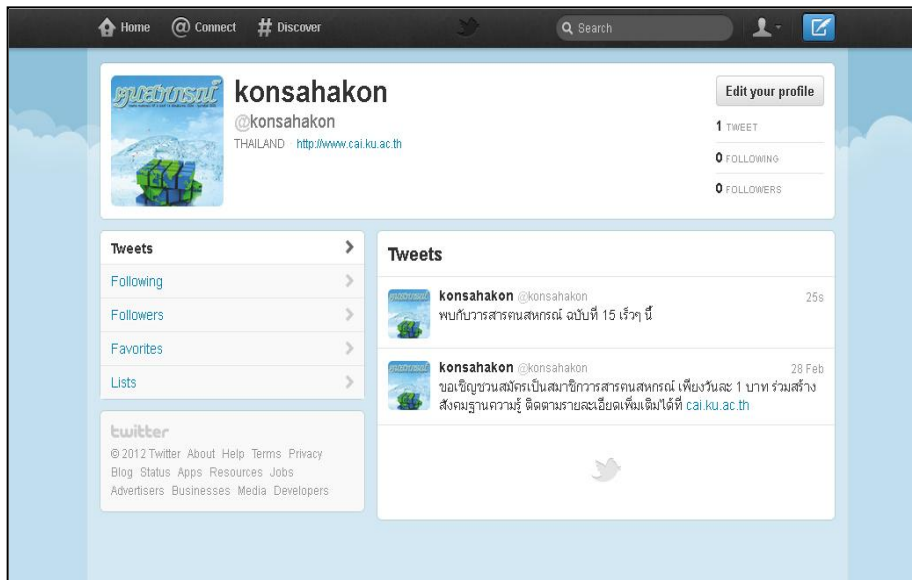 Home @ Connect # Discover Search
คนสหกรณ์
konsahakon
@konsahakon
THAILAND · http://www.cai.ku.ac.th
Edit your profile
1 TWEET
0 FOLLOWING
0 FOLLOWERS
Tweets
Following
Followers
Favorites
Lists
twitter
© 2012 Twitter About Help Terms Privacy
Blog Status Apps Resources Jobs
Advertisers Businesses Media Developers
Tweets
konsahakon @konsahakon 25s
พบกับวารสารคนสหกรณ์ ฉบับที่ 15 เร็วๆ นี้
konsahakon @konsahakon 28 Feb
ขอเชิญชวนสมัครเป็นสมาชิกวารสารคนสหกรณ์ เพียงวันละ 1 บาท ร่วมสร้าง
สังคมฐานความรู้ ติดตามรายละเอียดเพิ่มเติมได้ที่ cai.ku.ac.th